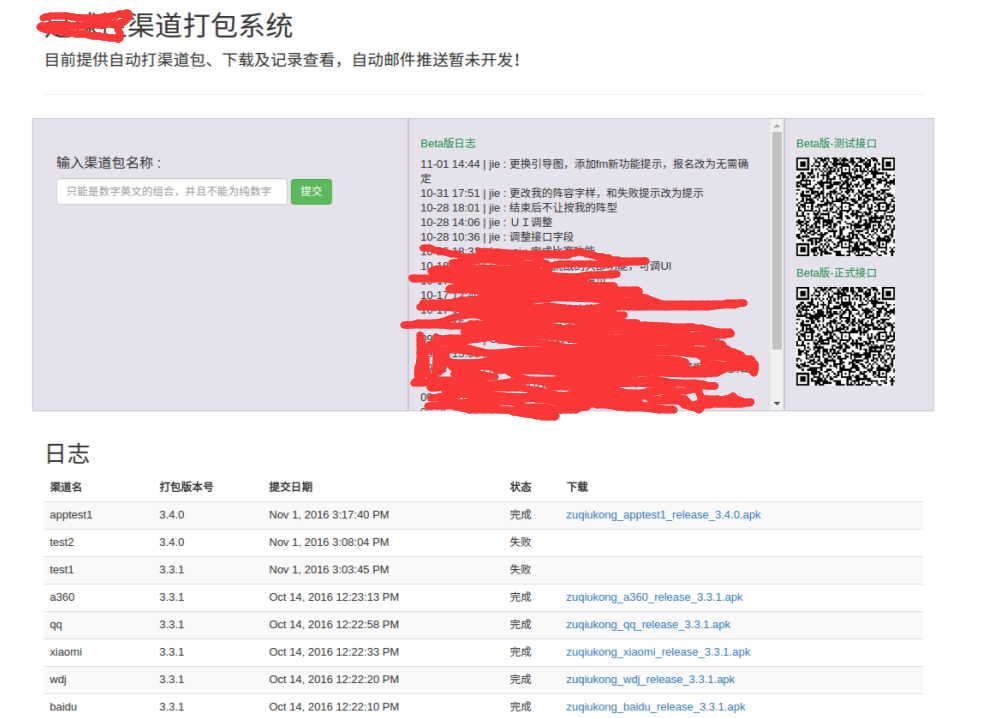 渠道打包系统
目前提供自动打渠道包、下载及记录查看，自动邮件推送暂未开发！
输入渠道包名称：
只能是数字英文的组合，并且不能为纯数字
提交
Beta版日志
11-01 14:44 | jie : 更换引导图，添加fm新功能提示，报名改为无需确
定
10-31 17:51 | jie : 更改我的阵容字样，和失败提示改为提示
10-28 18:01 | jie : 结束后不让按我的阵型
10-28 14:06 | jie : ＵＩ调整
10-28 10:36 | jie : 调整接口字段
可调UI
10-17
Beta版-测试接口
Beta版-正式接口
日志
渠道名 打包版本号 提交日期 状态 下载
apptest1 3.4.0 Nov 1, 2016 3:17:40 PM 完成 zuqiukong_apptest1_release_3.4.0.apk
test2 3.4.0 Nov 1, 2016 3:08:04 PM 失败
test1 3.3.1 Nov 1, 2016 3:03:45 PM 失败
a360 3.3.1 Oct 14, 2016 12:23:13 PM 完成 zuqiukong_a360_release_3.3.1.apk
qq 3.3.1 Oct 14, 2016 12:22:58 PM 完成 zuqiukong_qq_release_3.3.1.apk
xiaomi 3.3.1 Oct 14, 2016 12:22:33 PM 完成 zuqiukong_xiaomi_release_3.3.1.apk
wdj 3.3.1 Oct 14, 2016 12:22:20 PM 完成 zuqiukong_wdj_release_3.3.1.apk
baidu 3.3.1 Oct 14, 2016 12:22:10 PM 完成 zuqiukong_baidu_release_3.3.1.apk